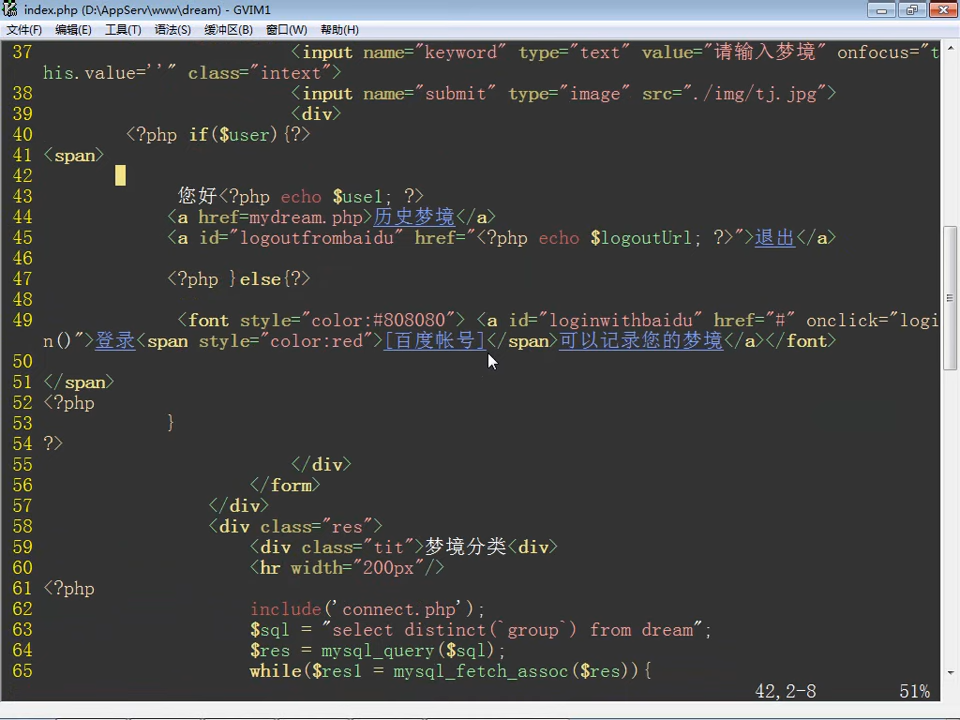 index.php (D:\AppServ\www\dream) - GVIM1
文件(F) 编辑(E) 工具(T) 语法(S) 缓冲区(B) 窗口(W) 帮助(H)
37 <input name="keyword" type="text" value="请输入梦境" onfocus="t
his.value=''" class="intext">
38 <input name="submit" type="image" src="./img/tj.jpg">
39 <div>
40 <?php if($user){?>
41 <span>
42
43 您好<?php echo $use1; ?>
44 <a href=mydream.php>历史梦境</a>
45 <a id="logoutfrombaidu" href="<?php echo $logoutUrl; ?>">退出</a>
46
47 <?php }else{?>
48
49 <font style="color:#808080"> <a id="loginwithbaidu" href="#" onclick="logi
n()">登录<span style="color:red">[百度帐号]</span>可以记录您的梦境</a></font>
50
51 </span>
52 <?php
53 }
54 ?>
55 </div>
56 </form>
57 </div>
58 <div class="res">
59 <div class="tit">梦境分类<div>
60 <hr width="200px"/>
61 <?php
62 include('connect.php');
63 $sql = "select distinct(`group`) from dream";
64 $res = mysql_query($sql);
65 while($res1 = mysql_fetch_assoc($res)){
42,2-8 51%